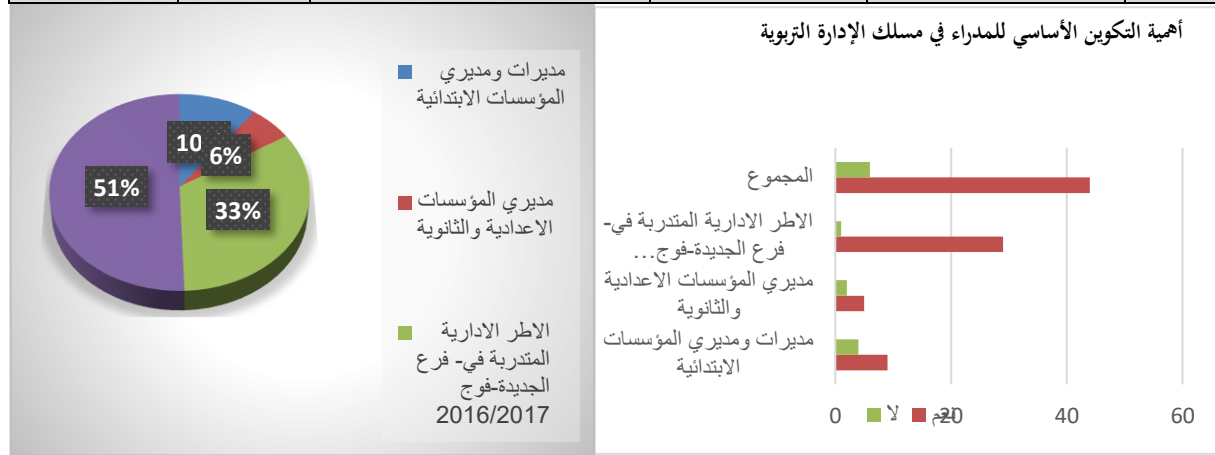 أهمية التكوين الأساسي للمدراء في مسلك الإدارة التربوية
المجموع
الاطر الادارية المتدربة في-
فرع الجديدة-فوج...
مديري المؤسسات الاعدادية
والثانوية
مديرات ومديري المؤسسات
الابتدائية
0
20
40
60
نعم
لا
مديرات ومديري
المؤسسات الابتدائية
مديري المؤسسات
الاعدادية والثانوية
الاطر الادارية
المتدربة في- فرع
الجديدة-فوج
2016/2017
10
6%
33%
51%